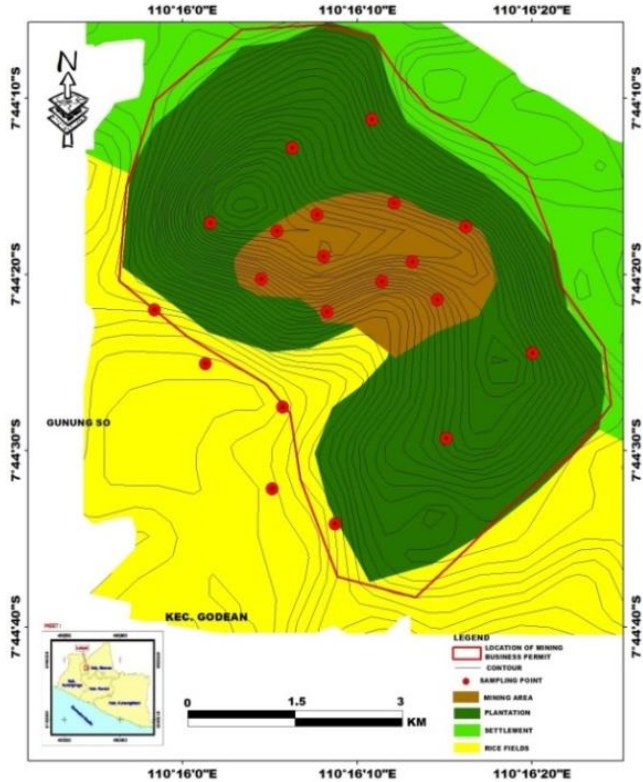 110°16'00"E 110°16'10"E 110°16'20"E
7°44'10"S 7°44'10"S
N
7°44'20"S 7°44'20"S
GUNUNG SO
7°44'30"S 7°44'30"S
KEC. GODEAN
7°44'40"S 7°44'40"S
LEGEND
LOCATION OF MINING
BUSINESS PERMIT
CONTOUR
SAMPLING POINT
MINING AREA
PLANTATION
SETTLEMENT
RICE FIELDS
0 1.5 3
KM
110°16'00"E 110°16'10"E 110°16'20"E